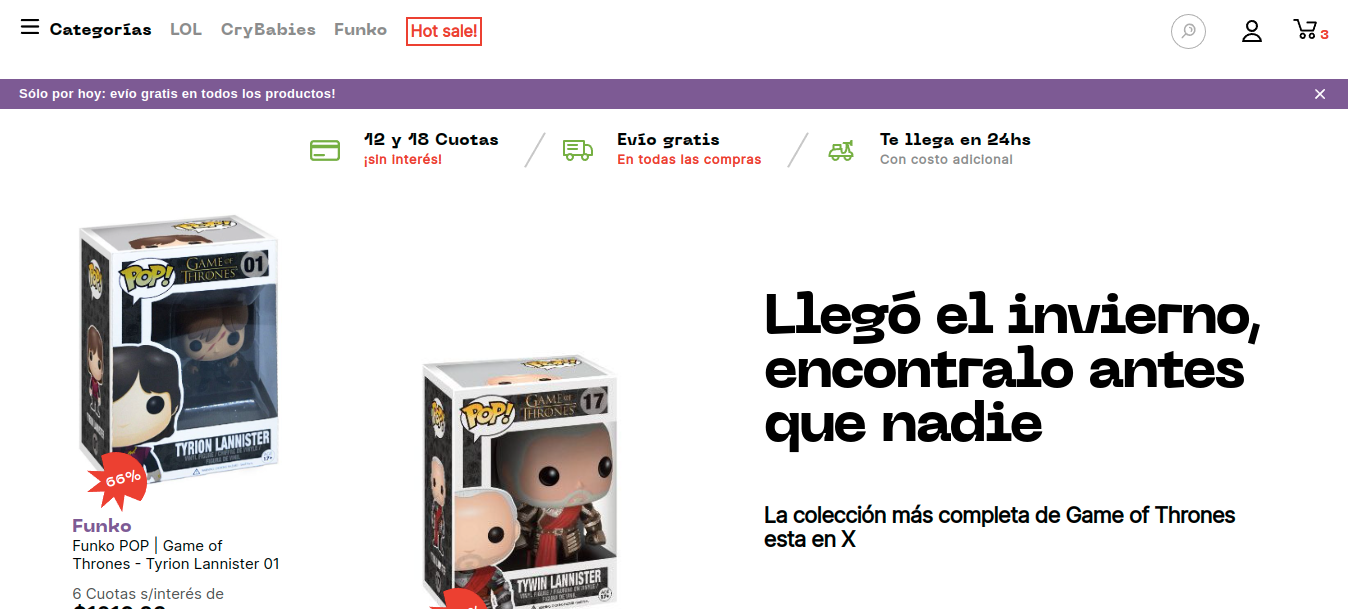 Categorías LOL CryBabies Funko Hot sale! 3
Sólo por hoy: evío gratis en todos los productos!
12 y 18 Cuotas
¡sin interés!
Evío gratis
En todas las compras
Te llega en 24hs
Con costo adicional
POP!
GAME OF THRONES
01
TYRION LANNISTER
66%
Funko
Funko POP | Game of
Thrones - Tyrion Lannister 01
6 Cuotas s/interés de
POP!
GAME OF THRONES
17
TYWIN LANNISTER
Llegó el invierno,
encontralo antes
que nadie
La colección más completa de Game of Thrones
esta en X